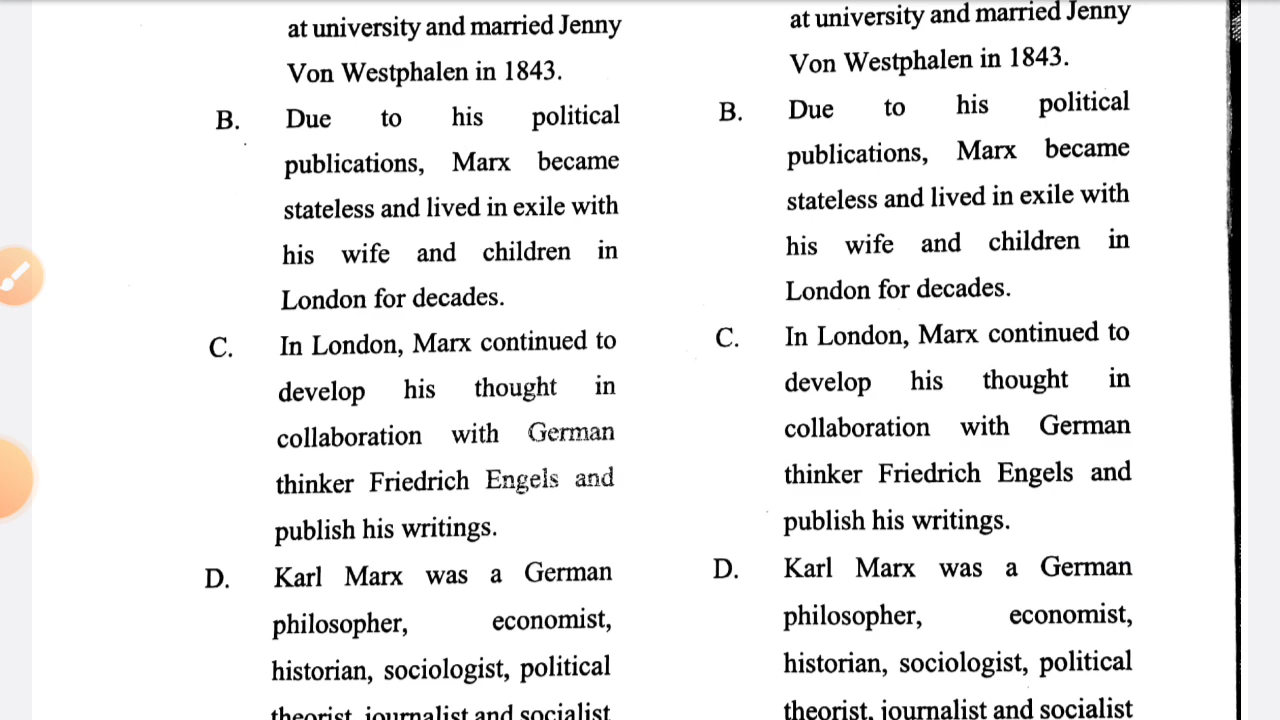 at university and married Jenny
Von Westphalen in 1843.
B. Due to his political
publications, Marx became
stateless and lived in exile with
his wife and children in
London for decades.
C. In London, Marx continued to
develop his thought in
collaboration with German
thinker Friedrich Engels and
publish his writings.
D. Karl Marx was a German
philosopher, economist,
historian, sociologist, political
theorist, journalist and socialist
at university and married Jenny
Von Westphalen in 1843.
B. Due to his political
publications, Marx became
stateless and lived in exile with
his wife and children in
London for decades.
C. In London, Marx continued to
develop his thought in
collaboration with German
thinker Friedrich Engels and
publish his writings.
D. Karl Marx was a German
philosopher, economist,
historian, sociologist, political
theorist, journalist and socialist